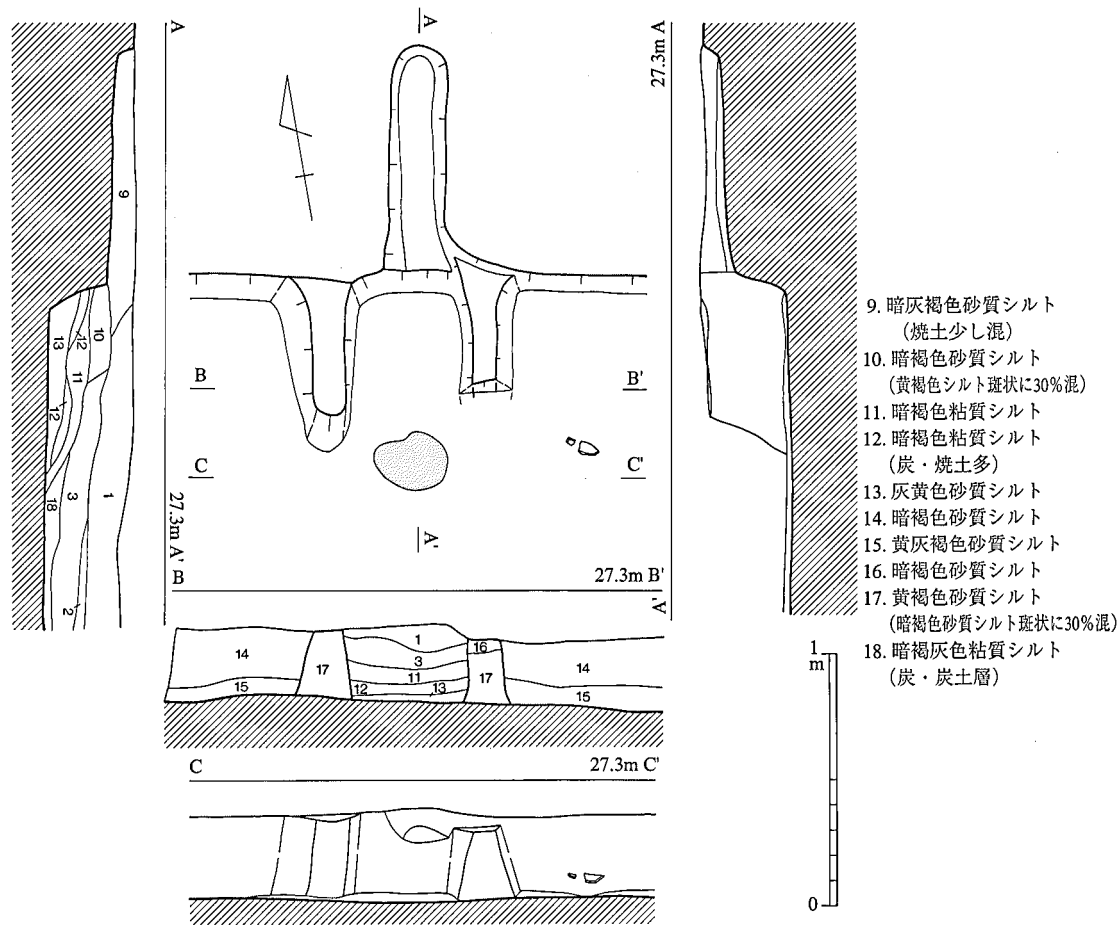 A
A
27.3m A
9
10
12
13
11
12
18
3
1
2
B
B'
C
C'
27.3m A'
A'
B
27.3m B'
A'
1
16
14
3
14
17
11
17
12
13
15
15
C
27.3m C'
9. 暗灰褐色砂質シルト
(焼土少し混)
10. 暗褐色砂質シルト
(黄褐色シルト斑状に30%混)
11. 暗褐色粘質シルト
12. 暗褐色粘質シルト
(炭・焼土多)
13. 灰黄色砂質シルト
14. 暗褐色砂質シルト
15. 黄灰褐色砂質シルト
16. 暗褐色砂質シルト
17. 黄褐色砂質シルト
(暗褐色砂質シルト斑状に30%混)
18. 暗褐灰色粘質シルト
(炭・炭土層)
1
m
0